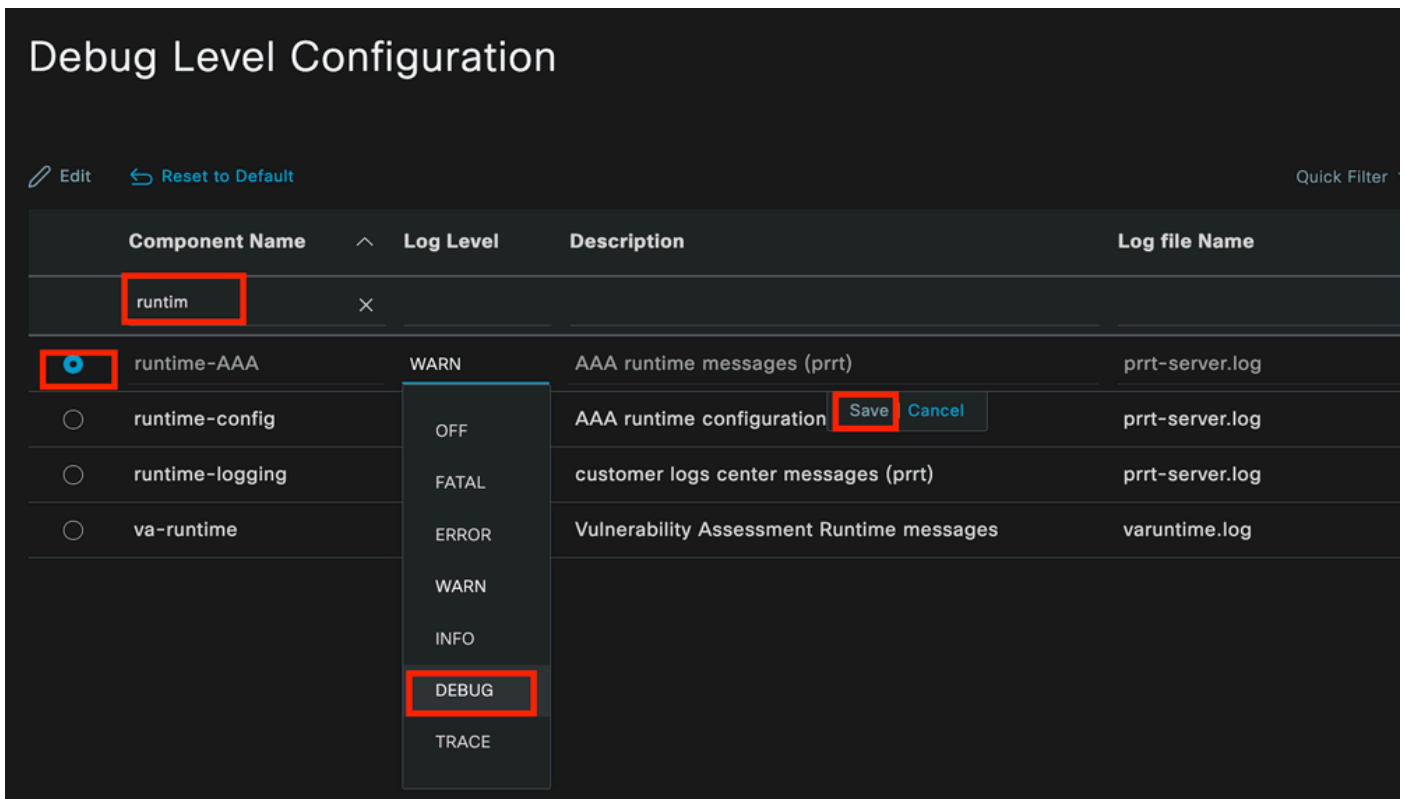 Debug Level Configuration
Edit Reset to Default Quick Filter
Component Name Log Level Description Log file Name
runtim
runtime-AAA WARN AAA runtime messages (prrt) prrt-server.log
runtime-config OFF AAA runtime configuration Save Cancel prrt-server.log
runtime-logging FATAL customer logs center messages (prrt) prrt-server.log
va-runtime ERROR Vulnerability Assessment Runtime messages varuntime.log
WARN
INFO
DEBUG
TRACE